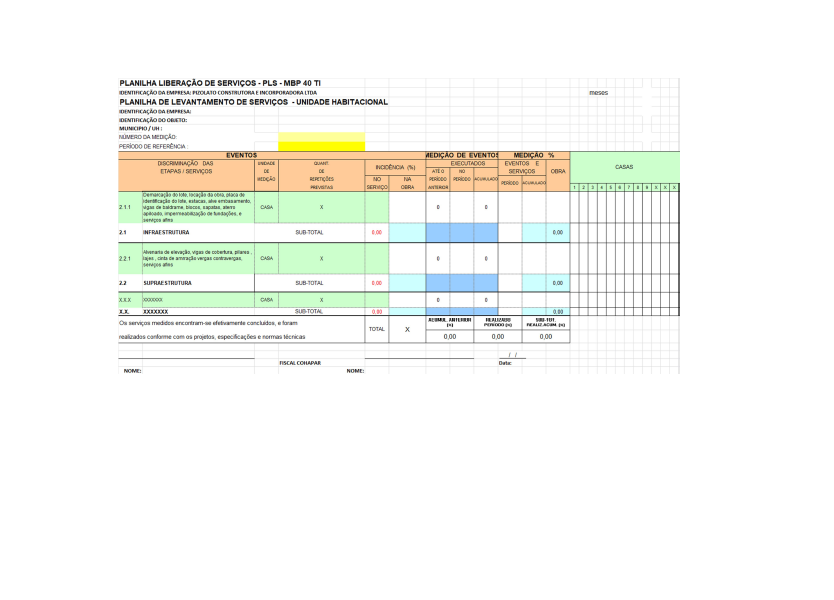 PLANILHA LIBERAÇÃO DE SERVIÇOS - PLS - MBP 40 TI
IDENTIFICAÇÃO DA EMPRESA: PIZOLATO CONSTRUTORA E INCORPORADORA LTDA
meses
PLANILHA DE LEVANTAMENTO DE SERVIÇOS - UNIDADE HABITACIONAL
IDENTIFICAÇÃO DA EMPRESA:
IDENTIFICAÇÃO DO OBJETO:
MUNICIPIO / UH :
NÚMERO DA MEDIÇÃO:
PERÍODO DE REFERÊNCIA :
EVENTOS MEDIÇÃO DE EVENTOS MEDIÇÃO %
DISCRIMINAÇÃO DAS ETAPAS / SERVIÇOS
UNIDADE DE MEDIÇÃO
QUANT. DE REPETIÇÕES PREVISTAS
INCIDÊNCIA (%)
NO SERVIÇO
NA OBRA
EXECUTADOS
ATÉ O PERÍODO ANTERIOR
NO PERÍODO
ACUMULADO
EVENTOS E SERVIÇOS
PERÍODO
ACUMULADO
OBRA
CASAS
1 2 3 4 5 6 7 8 9 X X X
2.1.1
Demarcação do lote, locação da obra, placa de
identificação do lote, estacas, alve embasamento,
vigas de baldrame, blocos, sapatas, aterro
apiloado, impermeabilização de fundações, e
serviços afins
CASA X 0 0
2.1 INFRAESTRUTURA SUB-TOTAL 0,00 0,00
2.2.1
Alvenaria de elevação, vigas de cobertura, pilares ,
lajes , cinta de amrração vergas contravergas,
serviços afins
CASA X 0 0
2.2 SUPRAESTRUTURA SUB-TOTAL 0,00 0,00
X.X.X XXXXXXX CASA X 0 0
X.X. XXXXXXX SUB-TOTAL 0,00 0,00
Os serviços medidos encontram-se efetivamente concluídos, e foram
realizados conforme com os projetos, especificações e normas técnicas
TOTAL X
ACUMUL. ANTERIOR (%)
REALIZADO PERÍODO (%)
SUB-TOT. REALIZ.ACUM. (%)
0,00 0,00 0,00
/ /
FISCAL COHAPAR
Data:
NOME: NOME: